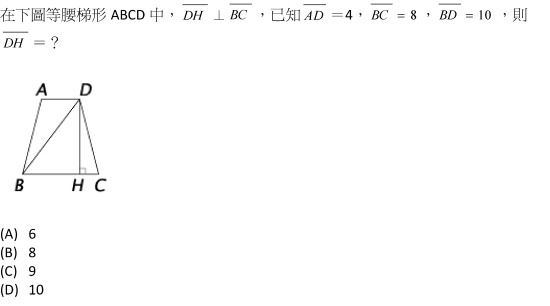 在下圖等腰梯形 ABCD 中，DH ⊥ BC ，已知 AD =4，BC = 8 ，BD = 10 ，則
DH = ？
A D
B H C
(A) 6
(B) 8
(C) 9
(D) 10